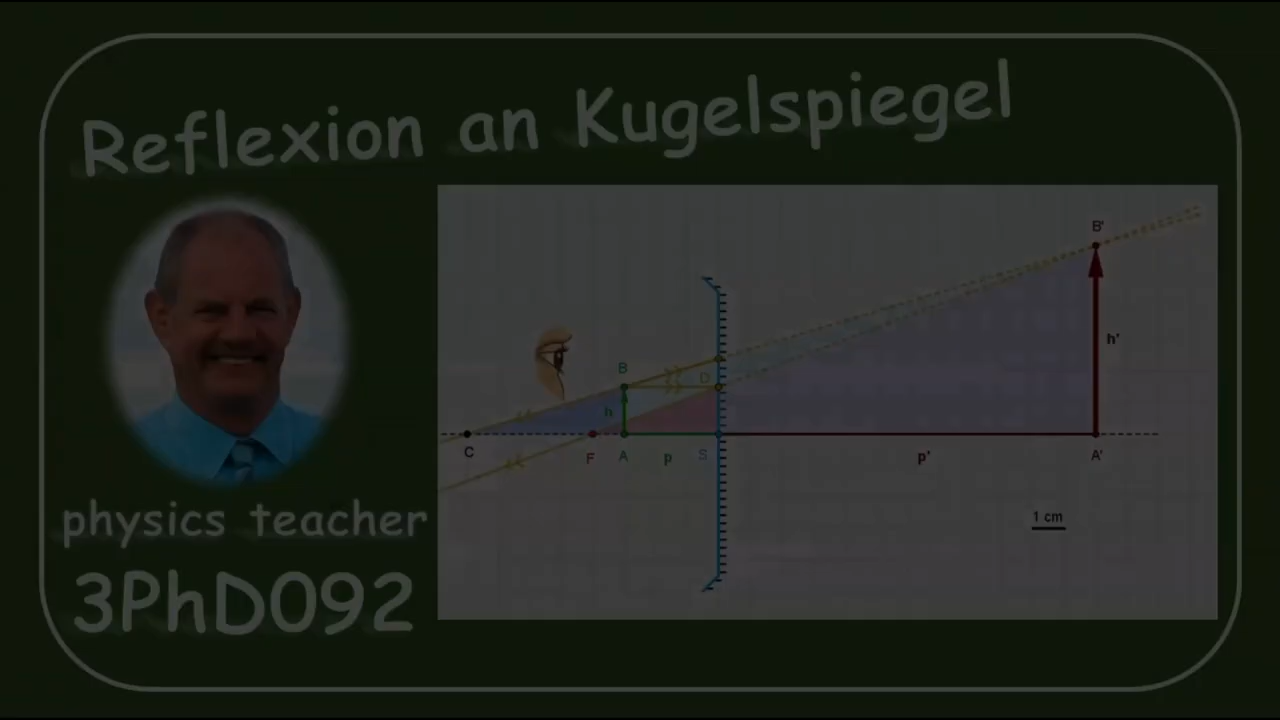 Reflexion an Kugelspiegel
physics teacher
3PhD092
B'
h'
B
D
h
C
F
A
p
S
p'
A'
1 cm